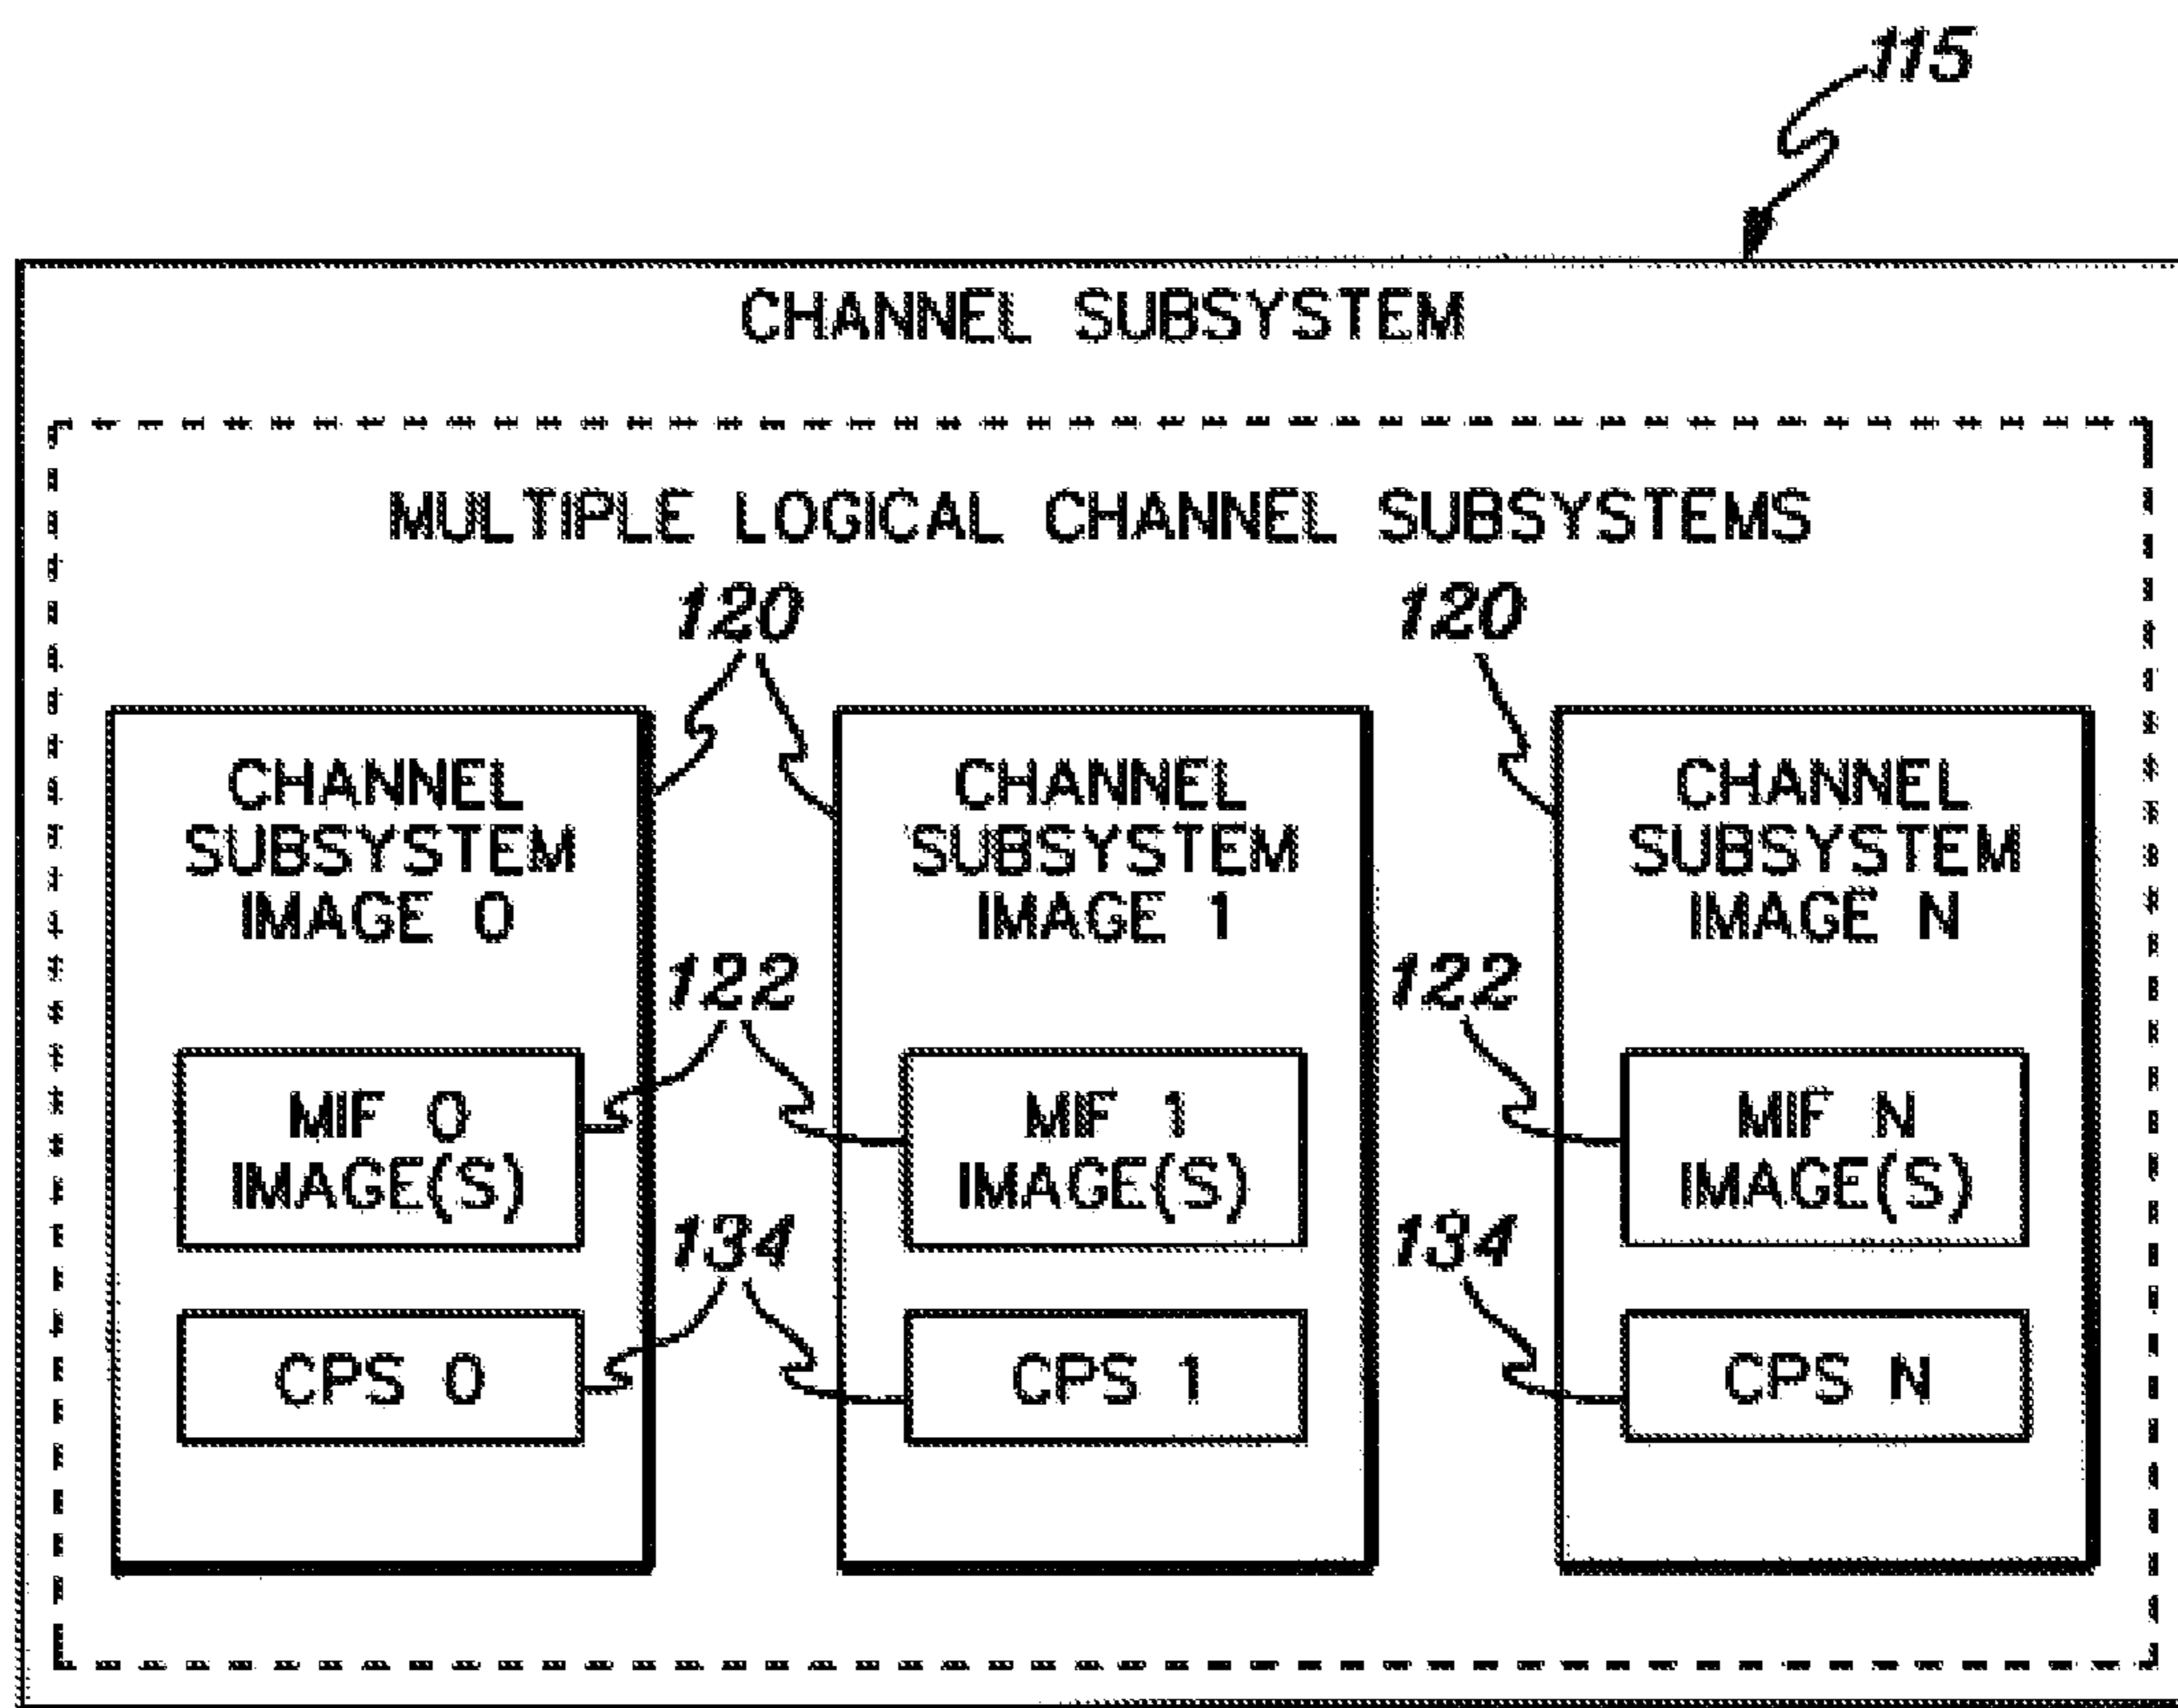 115
CHANNEL SUBSYSTEM
MULTIPLE LOGICAL CHANNEL SUBSYSTEMS
120
120
CHANNEL
SUBSYSTEM
IMAGE 0
CHANNEL
SUBSYSTEM
IMAGE 1
CHANNEL
SUBSYSTEM
IMAGE N
122
122
MIF 0
IMAGE(S)
MIF 1
IMAGE(S)
MIF N
IMAGE(S)
134
134
CPS 0
CPS 1
CPS N